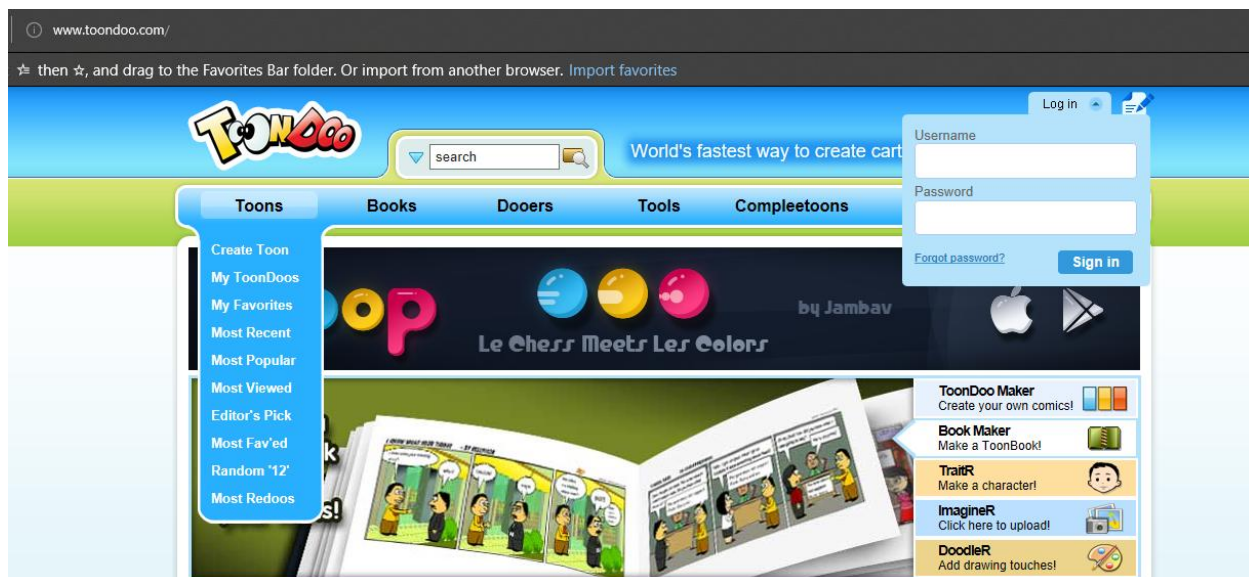 www.toondoo.com/
then ☆, and drag to the Favorites Bar folder. Or import from another browser. Import favorites
TOONDOO
search
World's fastest way to create cart
Log in
Username
Password
Forgot password?
Sign in
Toons
Books
Dooers
Tools
Compleetoons
Create Toon
My ToonDoos
My Favorites
Most Recent
Most Popular
Most Viewed
Editor's Pick
Most Fav'ed
Random '12'
Most Redoos
op
by Jambav
Le Chess Meets Les Colors
k
s!
ToonDoo Maker
Create your own comics!
Book Maker
Make a ToonBook!
TraitR
Make a character!
ImagineR
Click here to upload!
DoodleR
Add drawing touches!